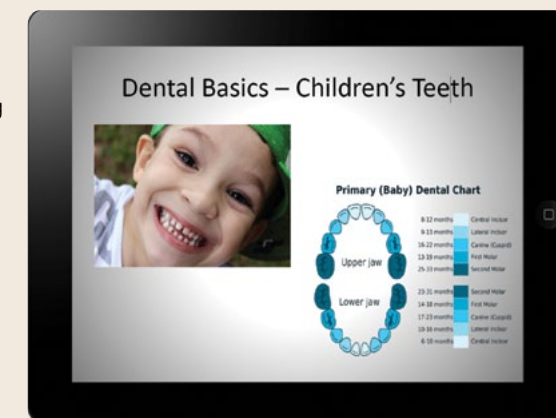 g
Dental Basics – Children's Teeth
Primary (Baby) Dental Chart
Upper jaw
Lower jaw
8-12 months Central Incisor
9-13 months Lateral Incisor
16-22 months Canine (Cuspid)
13-19 months First Molar
25-33 months Second Molar
23-31 months Second Molar
14-18 months First Molar
17-23 months Canine (Cuspid)
10-16 months Lateral Incisor
6-10 months Central Incisor